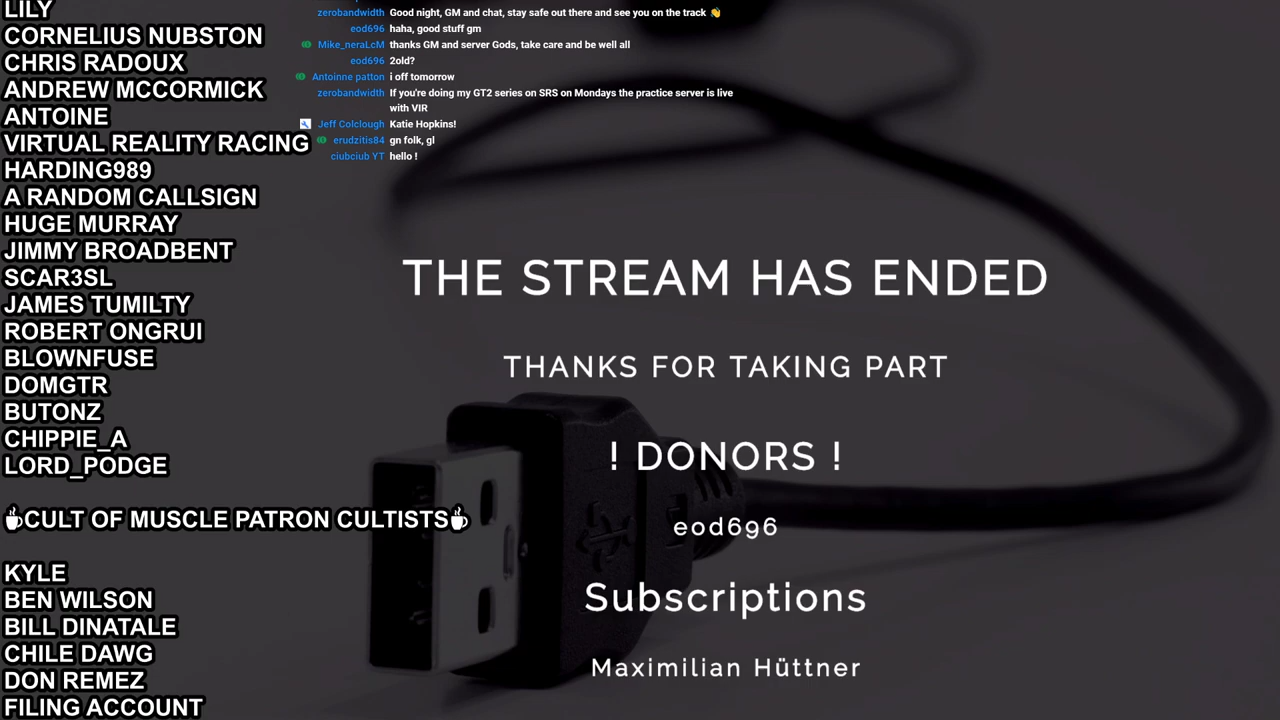 LILY
CORNELIUS NUBSTON
CHRIS RADOUX
ANDREW MCCORMICK
ANTOINE
VIRTUAL REALITY RACING
HARDING989
A RANDOM CALLSIGN
HUGE MURRAY
JIMMY BROADBENT
SCAR3SL
JAMES TUMILTY
ROBERT ONGRUI
BLOWNFUSE
DOMGTR
BUTONZ
CHIPPIE_A
LORD_PODGE
☕CULT OF MUSCLE PATRON CULTISTS☕
KYLE
BEN WILSON
BILL DINATALE
CHILE DAWG
DON REMEZ
FILING ACCOUNT
zerobandwidth Good night, GM and chat, stay safe out there and see you on the track 👋
eod696 haha, good stuff gm
Mike_neraLcM thanks GM and server Gods, take care and be well all
eod696 2old?
Antoinne patton i off tomorrow
zerobandwidth If you're doing my GT2 series on SRS on Mondays the practice server is live
with VIR
Jeff Colclough Katie Hopkins!
erudzitis84 gn folk, gl
ciubciub YT hello !
THE STREAM HAS ENDED
THANKS FOR TAKING PART
! DONORS !
eod696
Subscriptions
Maximilian Hüttner